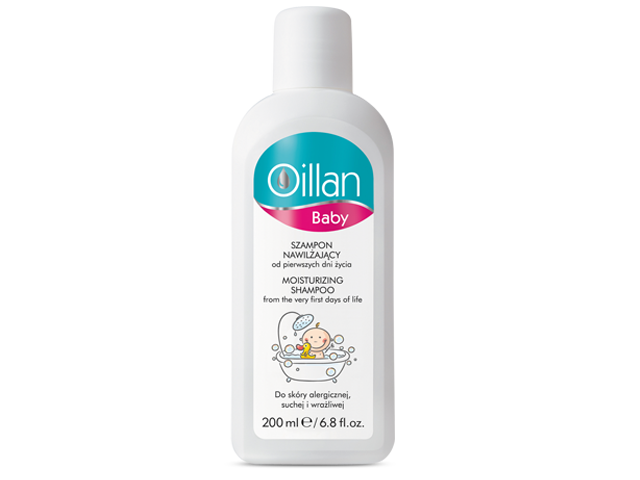 Oillan
Baby
SZAMPON
NAWILŻAJĄCY
od pierwszych dni życia
MOISTURIZING
SHAMPOO
from the very first days of life
Do skóry alergicznej,
suchej i wrażliwej
200 ml ℮ / 6.8 fl.oz.